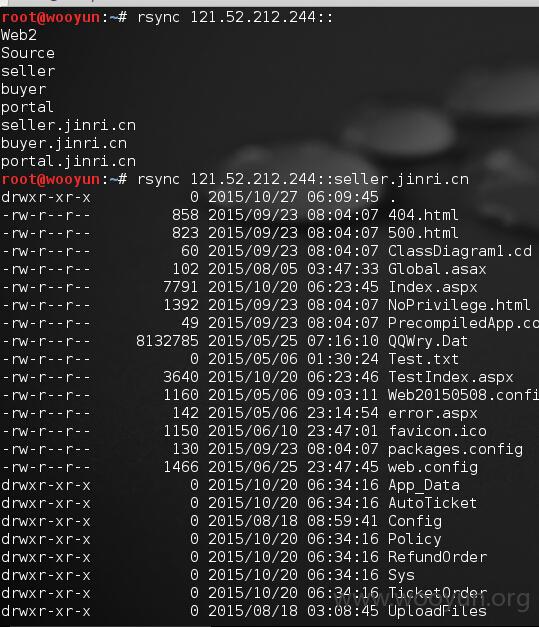 root@wooyun:~# rsync 121.52.212.244::
Web2
Source
seller
buyer
portal
seller.jinri.cn
buyer.jinri.cn
portal.jinri.cn
root@wooyun:~# rsync 121.52.212.244::seller.jinri.cn
drwxr-xr-x 0 2015/10/27 06:09:45 .
-rw-r--r-- 858 2015/09/23 08:04:07 404.html
-rw-r--r-- 823 2015/09/23 08:04:07 500.html
-rw-r--r-- 60 2015/09/23 08:04:07 ClassDiagram1.cd
-rw-r--r-- 102 2015/08/05 03:47:33 Global.asax
-rw-r--r-- 7791 2015/10/20 06:23:45 Index.aspx
-rw-r--r-- 1392 2015/09/23 08:04:07 NoPrivilege.html
-rw-r--r-- 49 2015/09/23 08:04:07 PrecompiledApp.co
-rw-r--r-- 8132785 2015/05/25 07:16:10 QQWry.Dat
-rw-r--r-- 0 2015/05/06 01:30:24 Test.txt
-rw-r--r-- 3640 2015/10/20 06:23:46 TestIndex.aspx
-rw-r--r-- 1160 2015/05/06 09:03:11 Web20150508.confi
-rw-r--r-- 142 2015/05/06 23:14:54 error.aspx
-rw-r--r-- 1150 2015/06/10 23:47:01 favicon.ico
-rw-r--r-- 130 2015/09/23 08:04:07 packages.config
-rw-r--r-- 1466 2015/06/25 23:47:45 web.config
drwxr-xr-x 0 2015/10/20 06:34:16 App_Data
drwxr-xr-x 0 2015/10/20 06:34:16 AutoTicket
drwxr-xr-x 0 2015/08/18 08:59:41 Config
drwxr-xr-x 0 2015/10/20 06:34:16 Policy
drwxr-xr-x 0 2015/10/20 06:34:16 RefundOrder
drwxr-xr-x 0 2015/10/20 06:34:16 Sys
drwxr-xr-x 0 2015/10/20 06:34:16 TicketOrder
drwxr-xr-x 0 2015/08/18 03:08:45 UploadFiles
www.wooyun.org